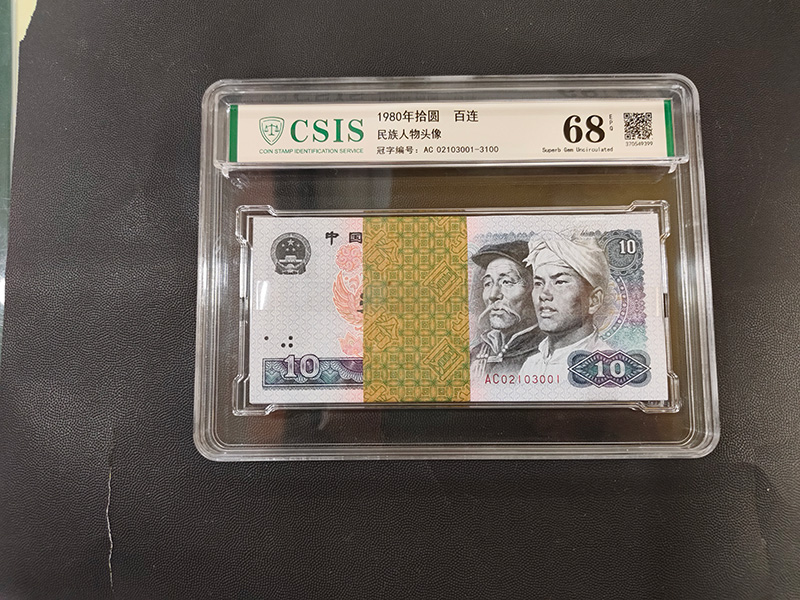 CSIS
COIN STAMP IDENTIFICATION SERVICE
1980年拾圆 百连
民族人物头像
冠字编号: AC 02103001-3100
68
EPQ
Superb Gem Uncirculated
370549399
中国
10
10
AC02103001
10